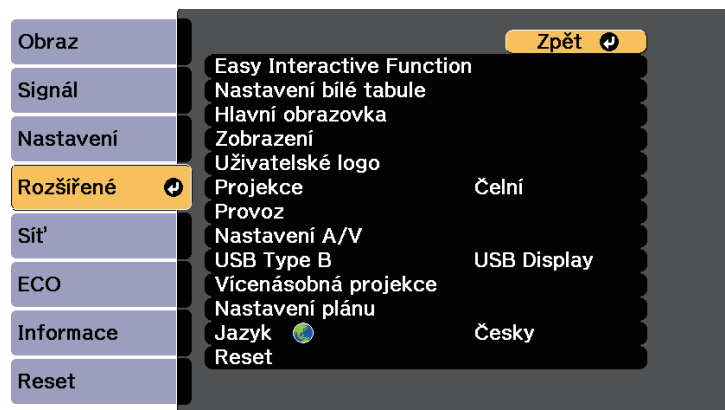 Obraz
Signál
Nastavení
Rozšířené
Síť
ECO
Informace
Reset
Zpět
Easy Interactive Function
Nastavení bílé tabule
Hlavní obrazovka
Zobrazení
Uživatelské logo
Projekce Čelní
Provoz
Nastavení A/V
USB Type B USB Display
Vícenásobná projekce
Nastavení plánu
Jazyk Česky
Reset